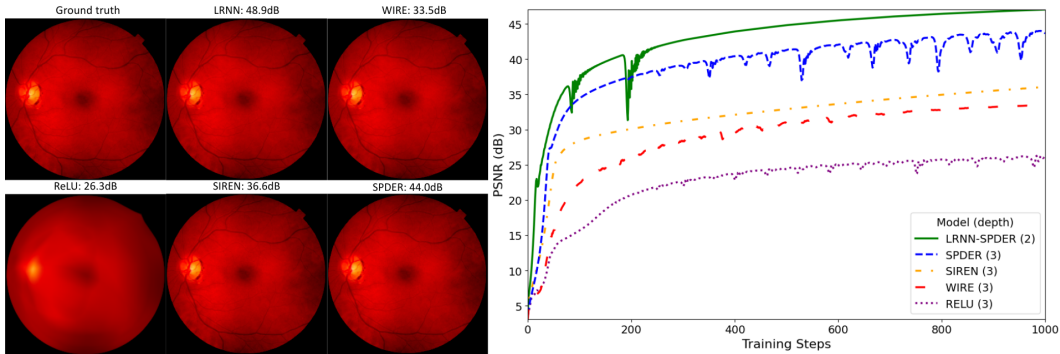 Ground truth
LRNN: 48.9dB
WIRE: 33.5dB
ReLU: 26.3dB
SIREN: 36.6dB
SPDER: 44.0dB
PSNR (dB)
45
40
35
30
25
20
15
10
5
0
200
400
600
800
1000
Training Steps
Model (depth)
LRNN-SPDER (2)
SPDER (3)
SIREN (3)
WIRE (3)
RELU (3)